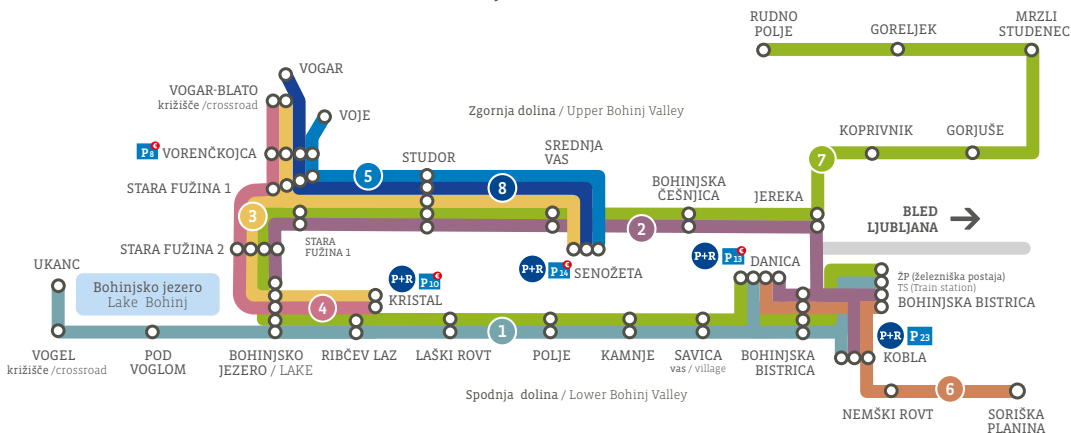 RUDNO
POLJE
GORELJEK
MRZLI
STUDENEC
VOGAR
VOGAR-BLATO
križišče /crossroad
VOJE
Zgornja dolina / Upper Bohinj Valley
P8 €
VORENČKOJCA
STUDOR
SREDNJA
VAS
KOPRIVNIK
GORJUŠE
7
5
8
STARA FUŽINA 1
BOHINJSKA
ČEŠNJICA
JEREKA
3
2
BLED
LJUBLJANA
STARA FUŽINA 2
STARA
FUŽINA 1
P+R
P14 €
SENOŽETA
P+R
P13 €
DANICA
UKANC
Bohinjsko jezero
Lake Bohinj
P+R
P10 €
KRISTAL
4
ŽP (železniška postaja)
TS (Train station)
BOHINJSKA BISTRICA
1
P+R
P23
KOBLA
VOGEL
križišče /crossroad
POD
VOGLOM
BOHINJSKO
JEZERO / LAKE
RIBČEV LAZ
LAŠKI ROVT
POLJE
KAMNJE
SAVICA
vas / village
BOHINJSKA
BISTRICA
6
Spodnja dolina / Lower Bohinj Valley
NEMŠKI ROVT
SORIŠKA
PLANINA